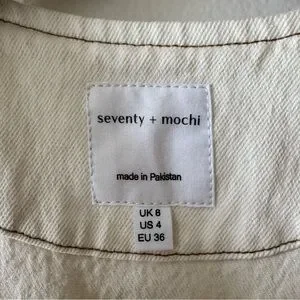 seventy + mochi
made in Pakistan
UK 8
US 4
EU 36